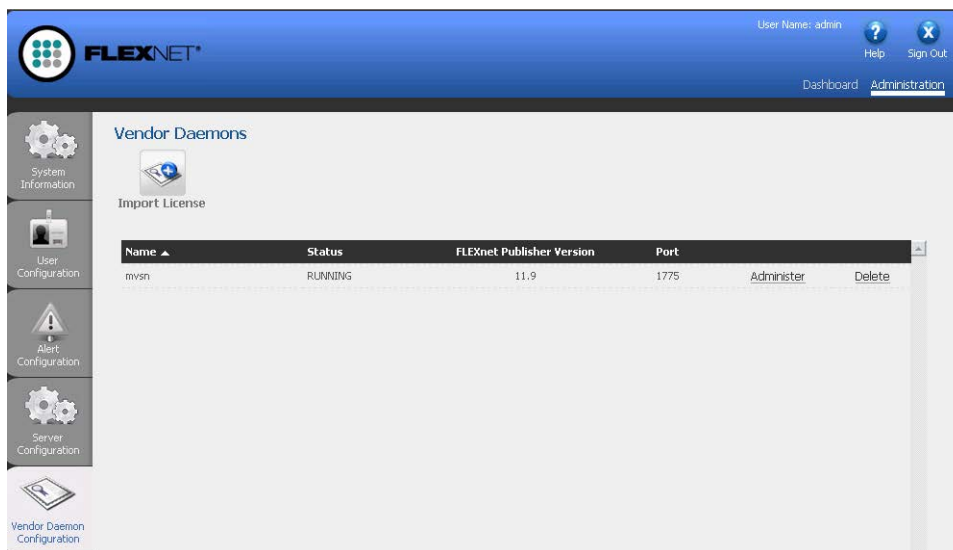 FLEXNET
User Name: admin
?
Help
X
Sign Out
Dashboard Administration
System
Information
User
Configuration
Alert
Configuration
Server
Configuration
Vendor Daemon
Configuration
Vendor Daemons
Import License
Name Status FLEXnet Publisher Version Port
mvsn RUNNING 11.9 1775 Administer Delete